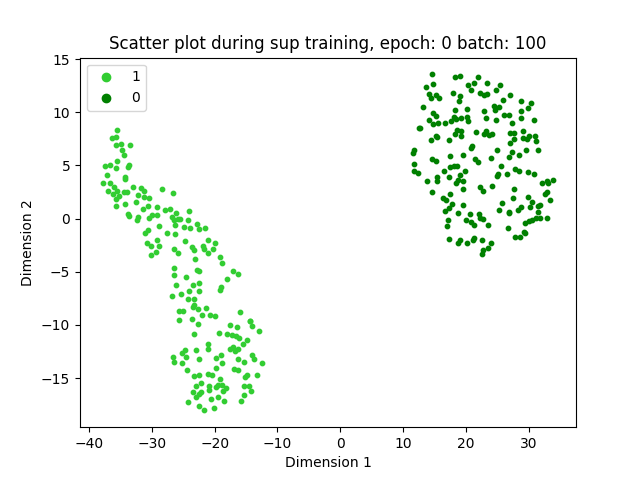 Scatter plot during sup training, epoch: 0 batch: 100
15
10
5
0
−5
−10
−15
Dimension 2
1
0
−40 −30 −20 −10 0 10 20 30
Dimension 1